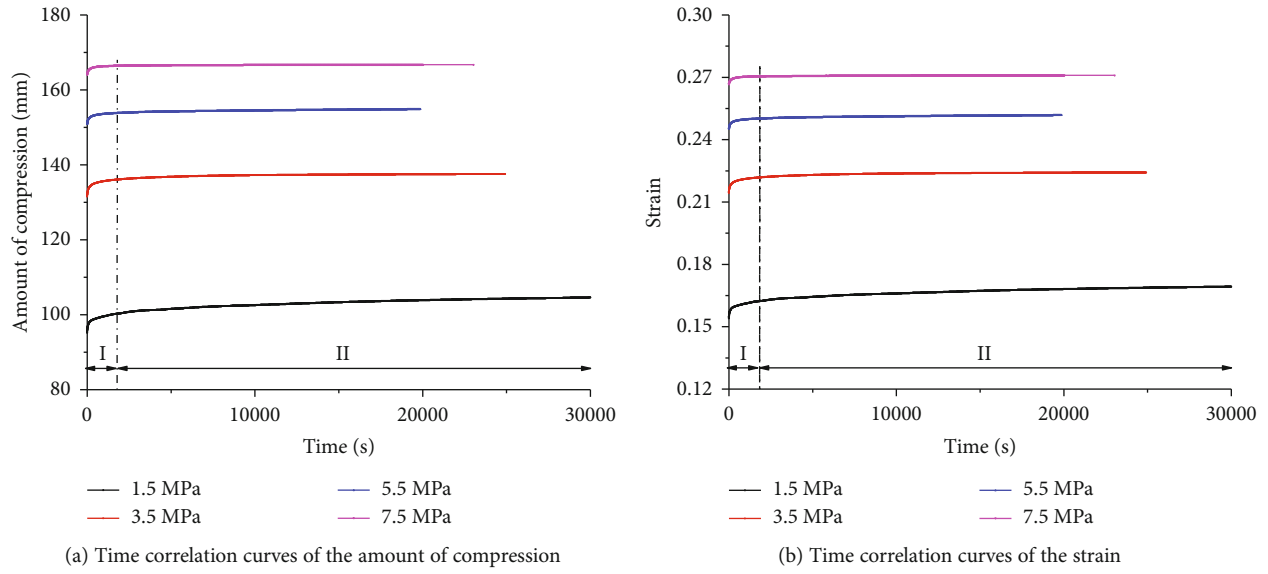 180
160
140
120
100
80
Amount of compression (mm)
I
II
0
10000
20000
30000
Time (s)
1.5 MPa
5.5 MPa
3.5 MPa
7.5 MPa
(a) Time correlation curves of the amount of compression
0.30
0.27
0.24
0.21
0.18
0.15
0.12
Strain
I
II
0
10000
20000
30000
Time (s)
1.5 MPa
5.5 MPa
3.5 MPa
7.5 MPa
(b) Time correlation curves of the strain